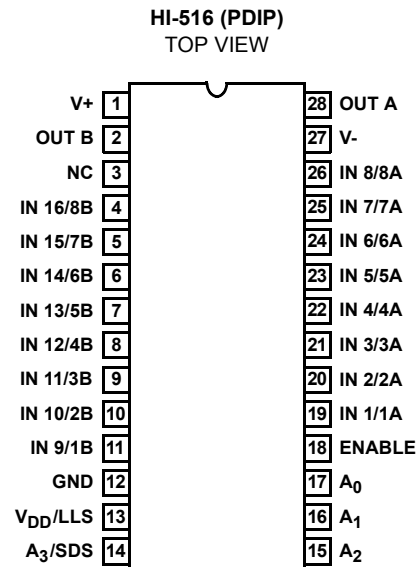 HI-516 (PDIP)
TOP VIEW
V+ 1 28 OUT A
OUT B 2 27 V-
NC 3 26 IN 8/8A
IN 16/8B 4 25 IN 7/7A
IN 15/7B 5 24 IN 6/6A
IN 14/6B 6 23 IN 5/5A
IN 13/5B 7 22 IN 4/4A
IN 12/4B 8 21 IN 3/3A
IN 11/3B 9 20 IN 2/2A
IN 10/2B 10 19 IN 1/1A
IN 9/1B 11 18 ENABLE
GND 12 17 A0
VDD/LLS 13 16 A1
A3/SDS 14 15 A2